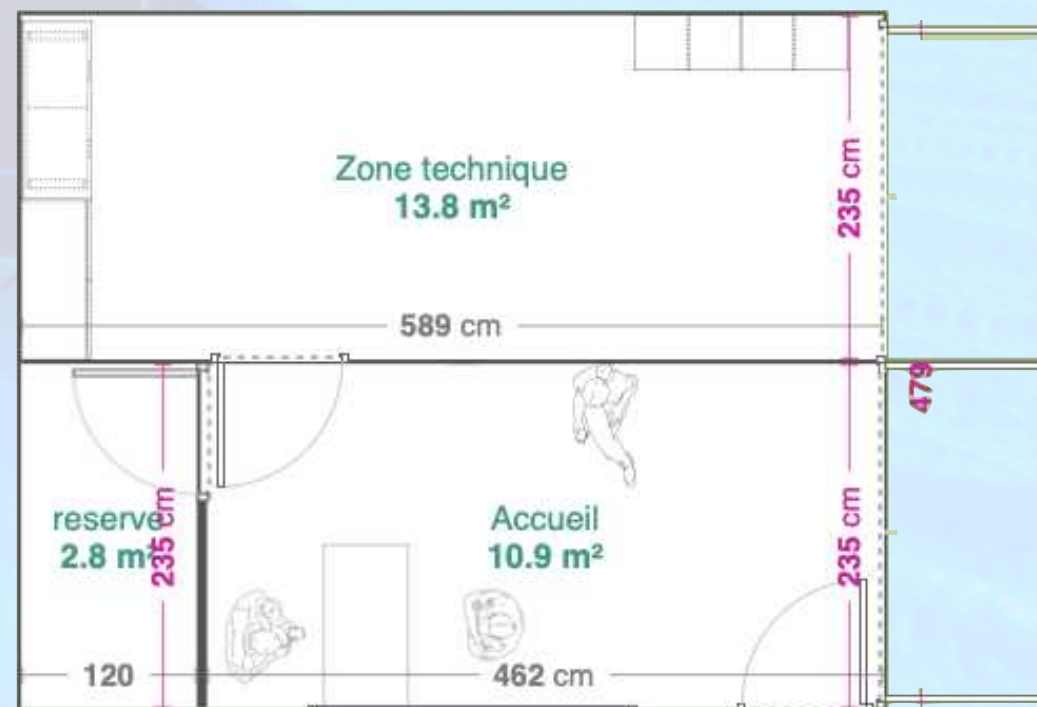 Zone technique
13.8 m²
235 cm
589 cm
479
reserve
2.8 m²
235 cm
Accueil
10.9 m²
235 cm
120
462 cm